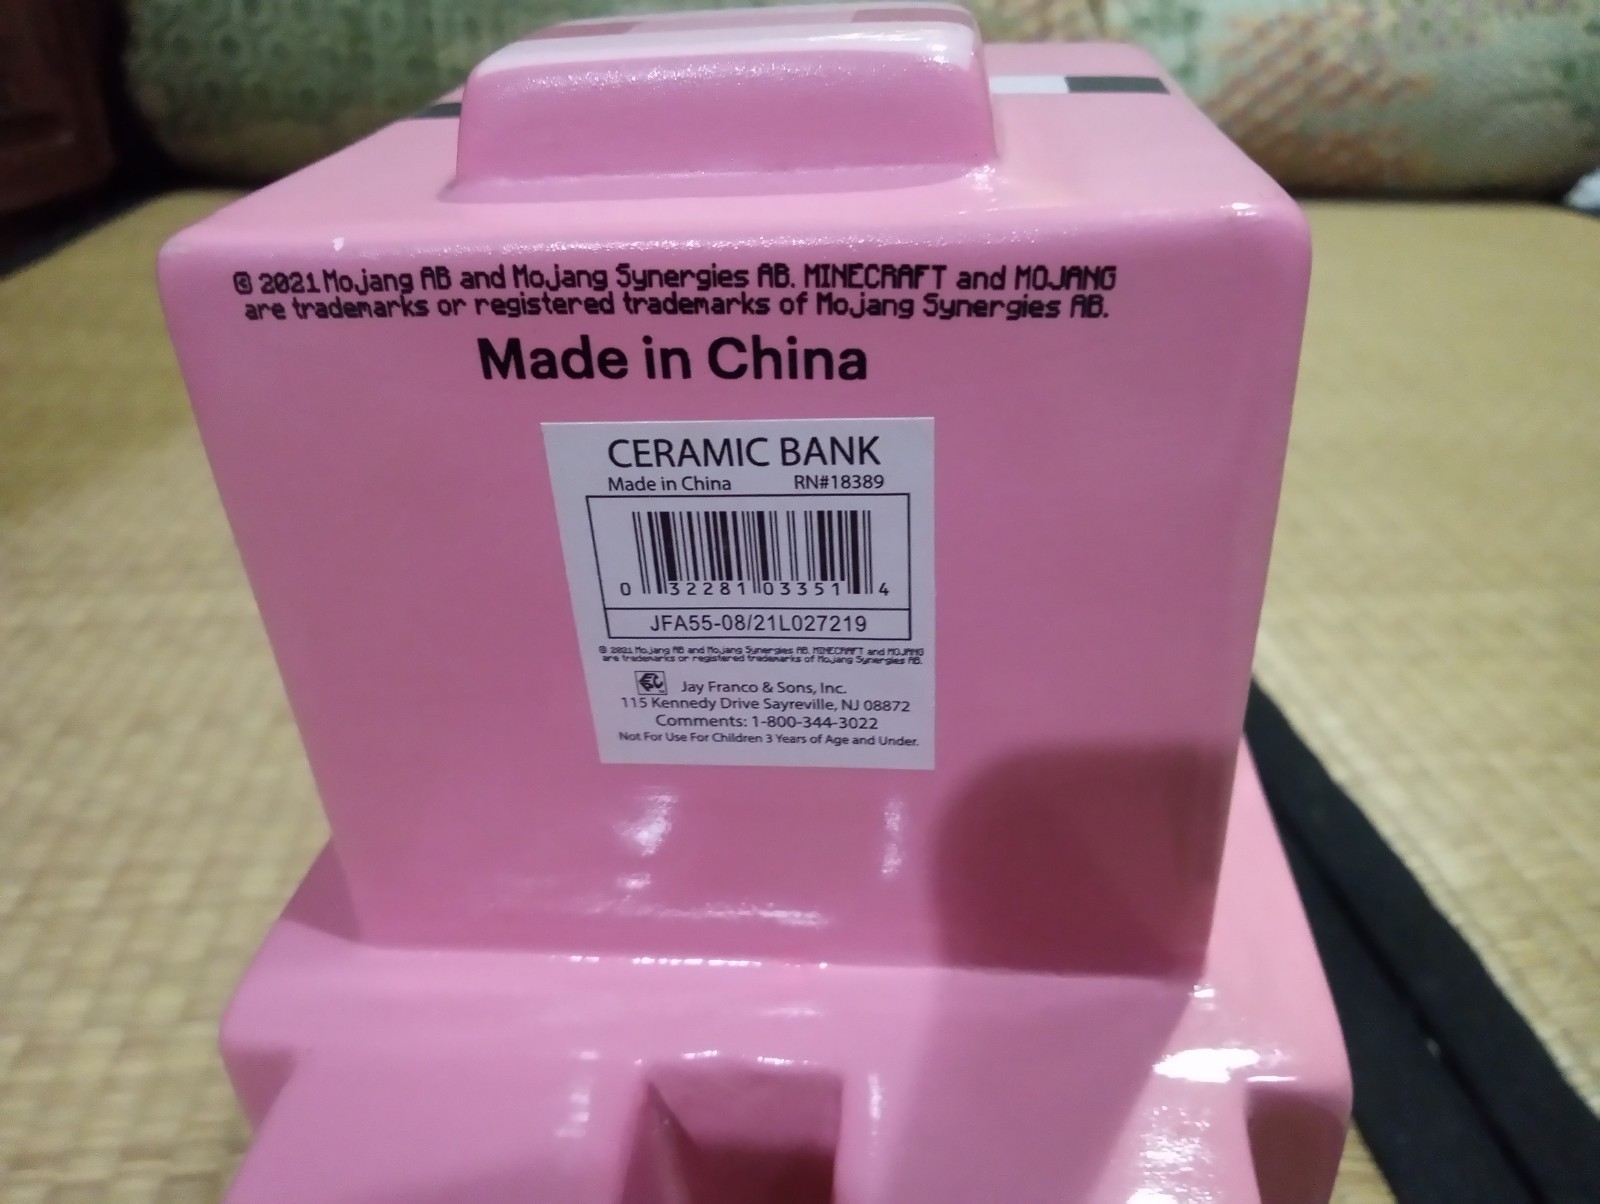 © 2021 Mojang AB and Mojang Synergies AB. MINECRAFT and MOJANG
are trademarks or registered trademarks of Mojang Synergies AB.
Made in China
CERAMIC BANK
Made in China RN#18389
0 32281 03351 4
JFA55-08/21L027219
© 2021 Mojang AB and Mojang Synergies AB. MINECRAFT and MOJANG
are trademarks or registered trademarks of Mojang Synergies AB.
Jay Franco & Sons, Inc.
115 Kennedy Drive Sayreville, NJ 08872
Comments: 1-800-344-3022
Not For Use For Children 3 Years of Age and Under.